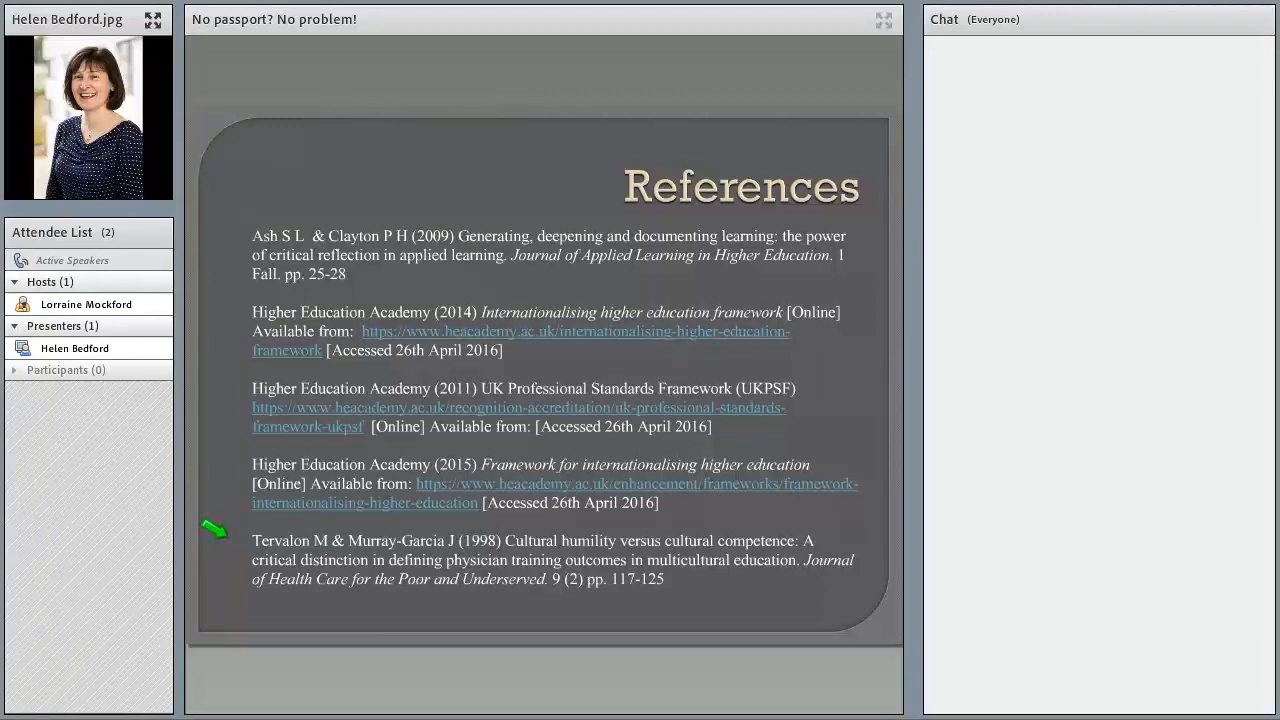 Helen Bedford.jpg
Attendee List (2)
Active Speakers
Hosts (1)
Lorraine Mockford
Presenters (1)
Helen Bedford
Participants (0)
No passport? No problem!
References
Ash S L & Clayton P H (2009) Generating, deepening and documenting learning: the power
of critical reflection in applied learning. Journal of Applied Learning in Higher Education. 1
Fall. pp. 25-28
Higher Education Academy (2014) Internationalising higher education framework [Online]
Available from: https://www.heacademy.ac.uk/internationalising-higher-education-
framework [Accessed 26th April 2016]
Higher Education Academy (2011) UK Professional Standards Framework (UKPSF)
https://www.heacademy.ac.uk/recognition-accreditation/uk-professional-standards-
framework-ukpsf [Online] Available from: [Accessed 26th April 2016]
Higher Education Academy (2015) Framework for internationalising higher education
[Online] Available from: https://www.heacademy.ac.uk/enhancement/frameworks/framework-
internationalising-higher-education [Accessed 26th April 2016]
Tervalon M & Murray-Garcia J (1998) Cultural humility versus cultural competence: A
critical distinction in defining physician training outcomes in multicultural education. Journal
of Health Care for the Poor and Underserved. 9 (2) pp. 117-125
Chat (Everyone)